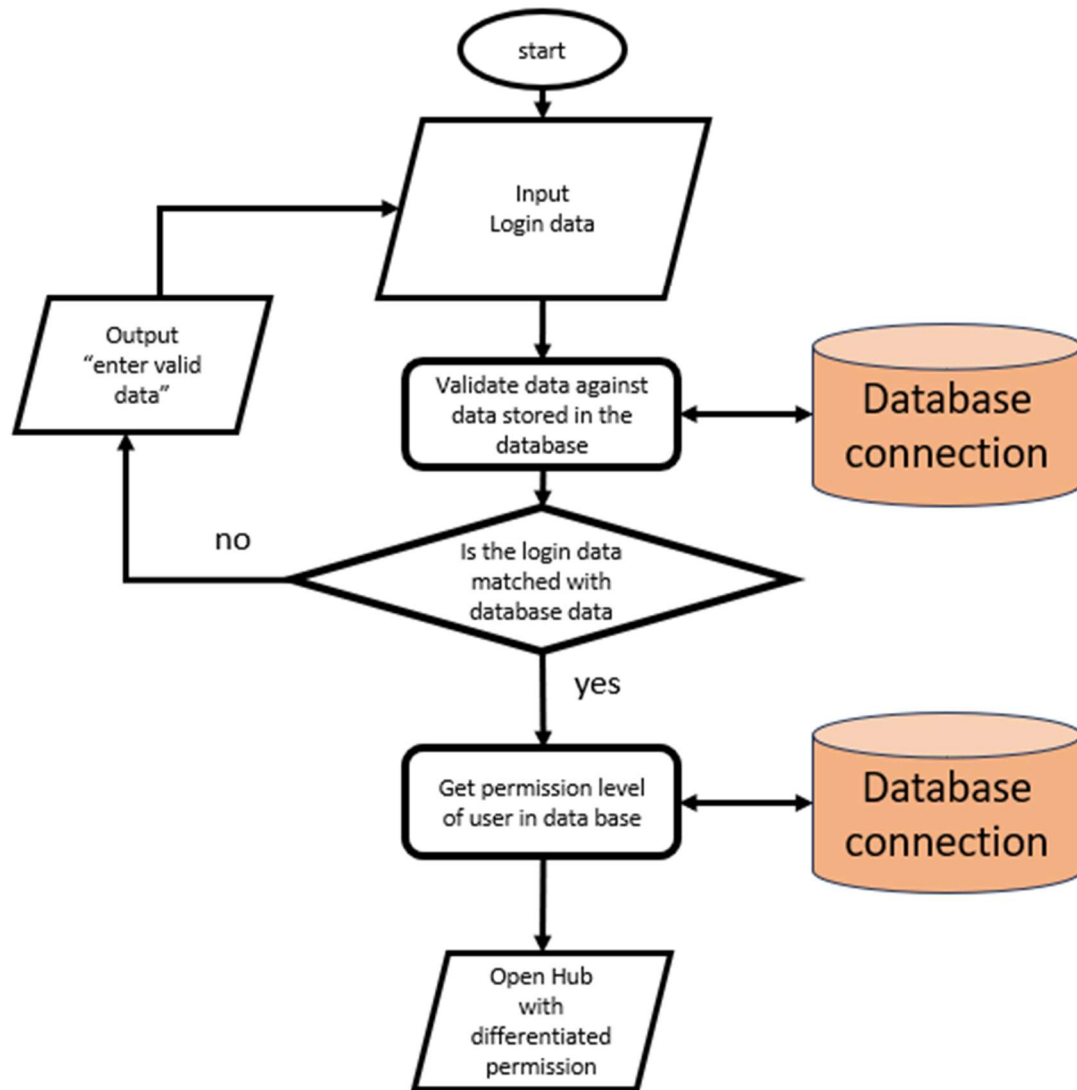 start
Input
Login data
Output
“enter valid
data”
Validate data against
data stored in the
database
Database
connection
no
Is the login data
matched with
database data
yes
Get permission level
of user in data base
Database
connection
Open Hub
with
differentiated
permission